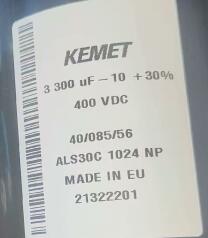 KEMET
3 300 uF - 10 + 30%
400 VDC
40/085/56
ALS30C 1024 NP
MADE IN EU
21322201